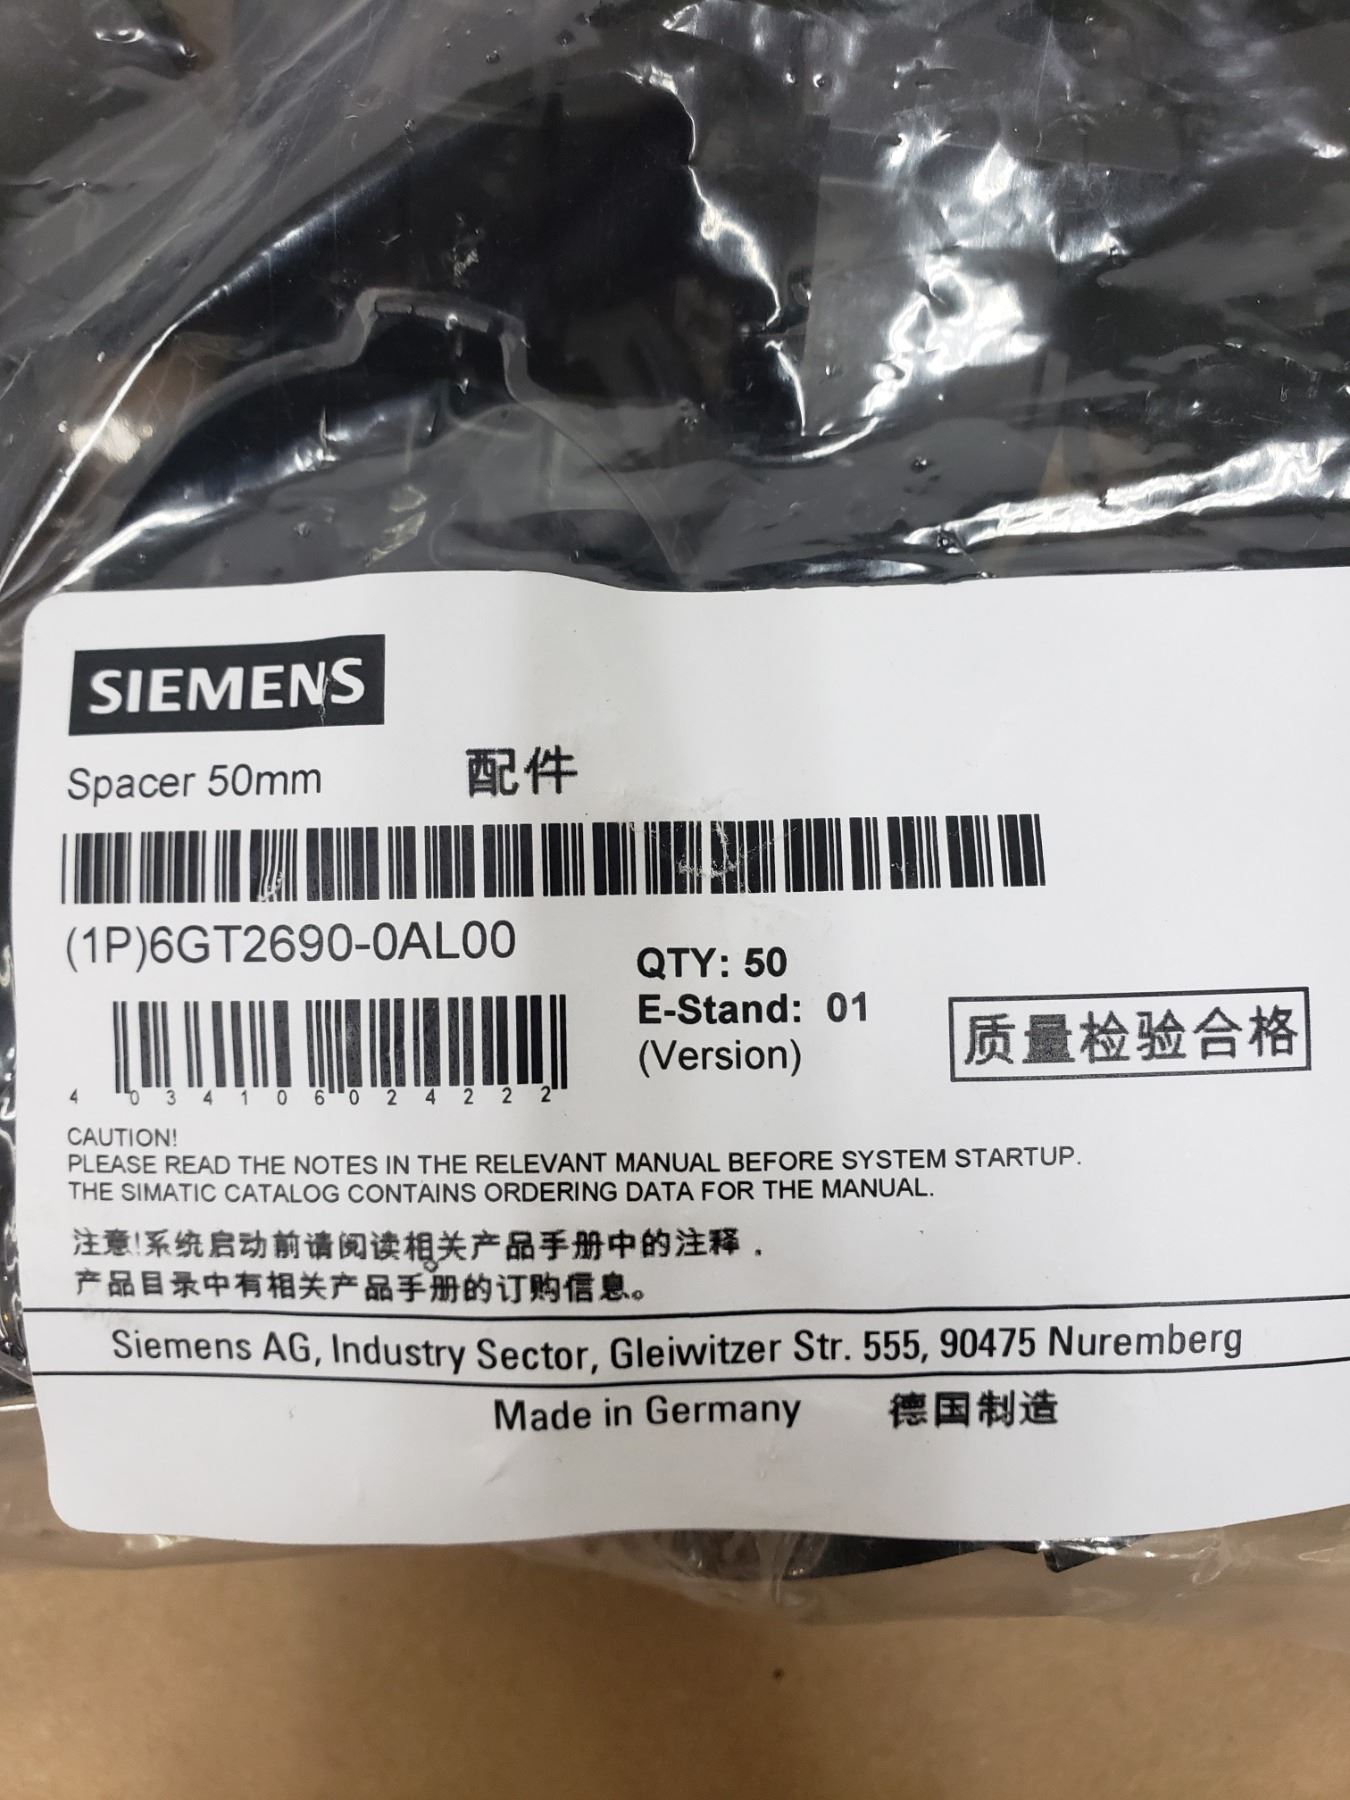 SIEMENS
Spacer 50mm 配件
(1P)6GT2690-0AL00
QTY: 50
E-Stand: 01
(Version)
质量检验合格
4 034106 024222
CAUTION!
PLEASE READ THE NOTES IN THE RELEVANT MANUAL BEFORE SYSTEM STARTUP.
THE SIMATIC CATALOG CONTAINS ORDERING DATA FOR THE MANUAL.
注意!系统启动前请阅读相关产品手册中的注释.
产品目录中有相关产品手册的订购信息。
Siemens AG, Industry Sector, Gleiwitzer Str. 555, 90475 Nuremberg
Made in Germany 德国制造